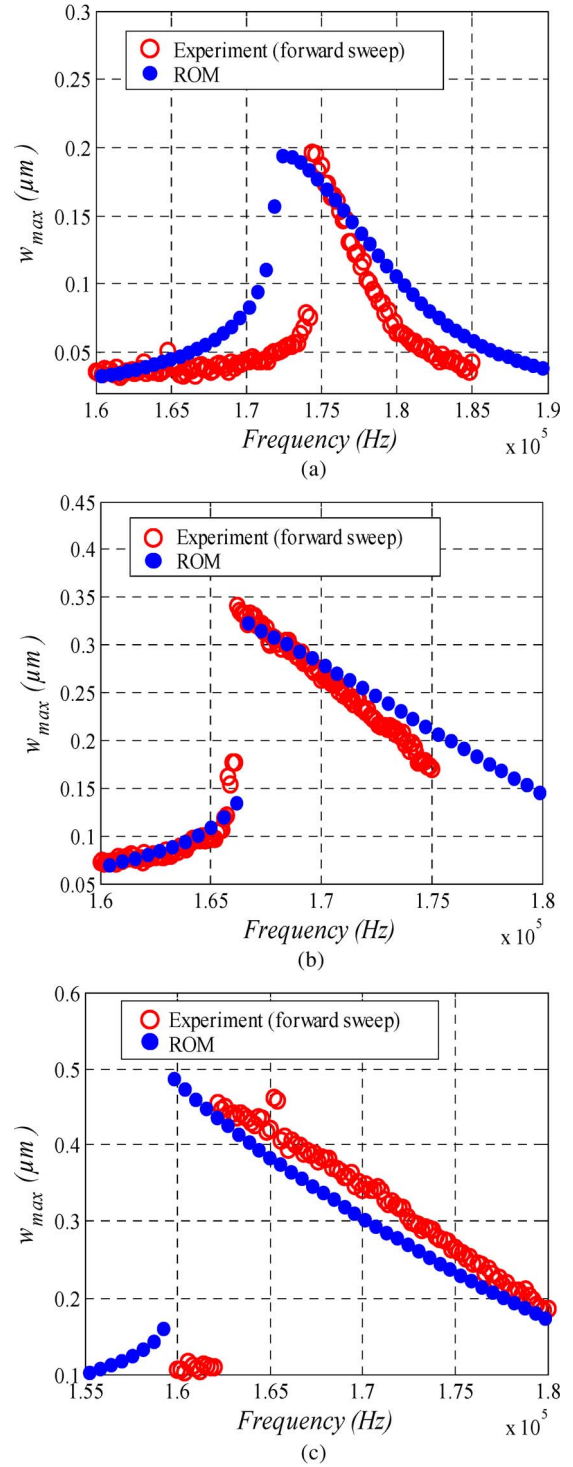 0.3
0.25
0.2
0.15
0.1
0.05
w_max (μm)
Experiment (forward sweep)
ROM
1.6 1.65 1.7 1.75 1.8 1.85 1.9
Frequency (Hz)
x 10^5
(a)
0.45
0.4
0.35
0.3
0.25
0.2
0.15
0.1
0.05
w_max (μm)
Experiment (forward sweep)
ROM
1.6 1.65 1.7 1.75 1.8
Frequency (Hz)
x 10^5
(b)
0.6
0.5
0.4
0.3
0.2
0.1
w_max (μm)
Experiment (forward sweep)
ROM
1.55 1.6 1.65 1.7 1.75 1.8
Frequency (Hz)
x 10^5
(c)